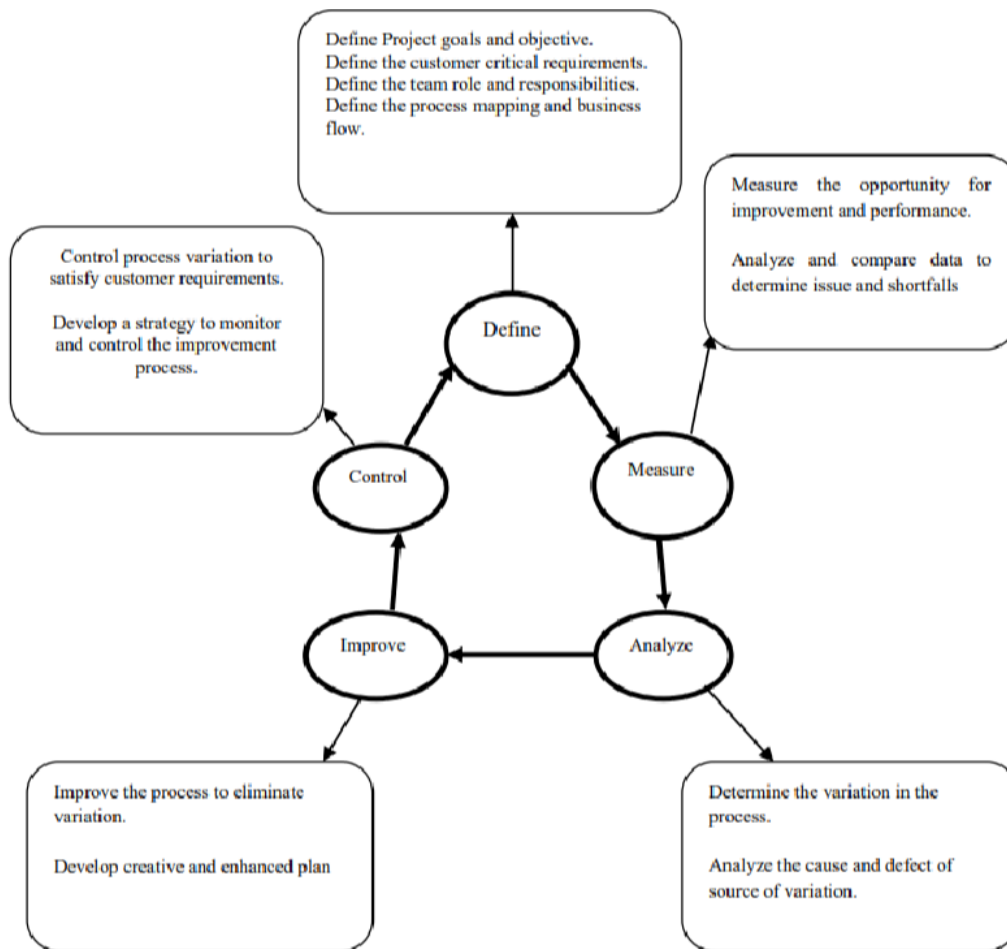 Define Project goals and objective.
Define the customer critical requirements.
Define the team role and responsibilities.
Define the process mapping and business
flow.
Measure the opportunity for
improvement and performance.
Analyze and compare data to
determine issue and shortfalls
Control process variation to
satisfy customer requirements.
Develop a strategy to monitor
and control the improvement
process.
Define
Control
Measure
Improve
Analyze
Improve the process to eliminate
variation.
Develop creative and enhanced plan
Determine the variation in the
process.
Analyze the cause and defect of
source of variation.